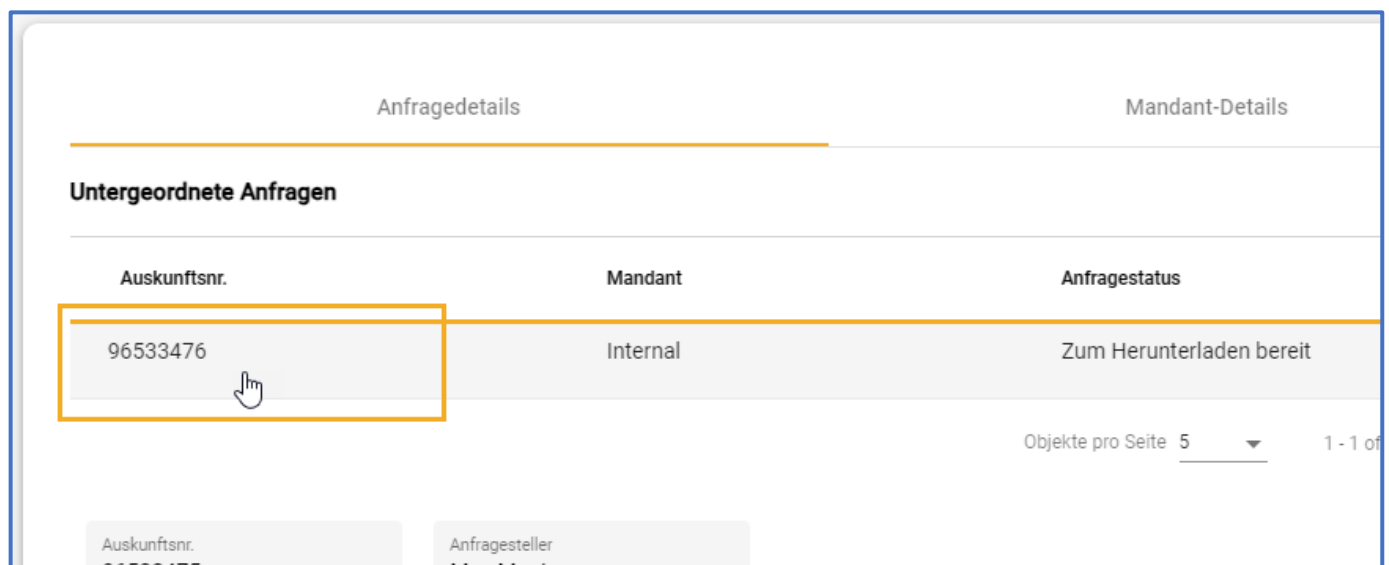 Anfragedetails Mandant-Details
Untergeordnete Anfragen
Auskunftsnr. Mandant Anfragestatus
96533476 Internal Zum Herunterladen bereit
Objekte pro Seite 5 1 - 1 of
Auskunftsnr. Anfragesteller